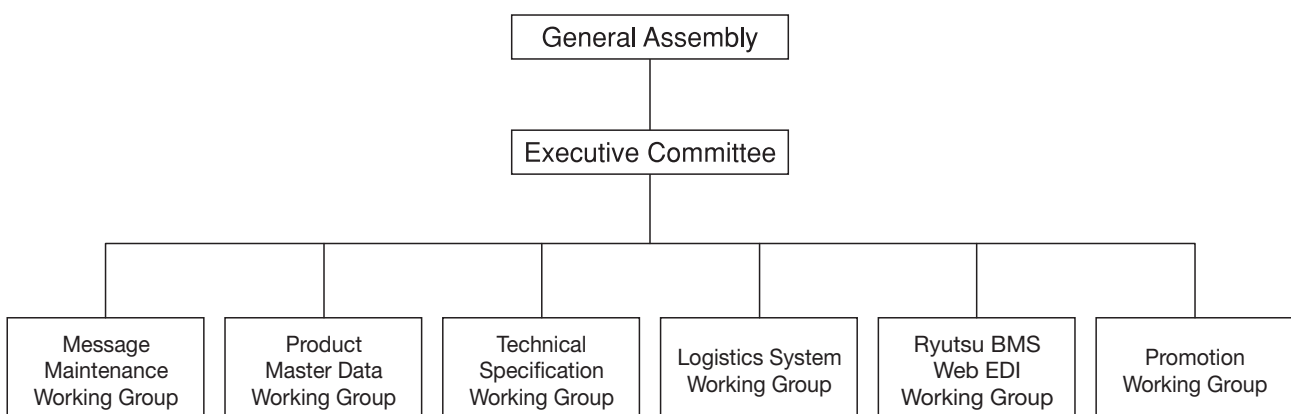 General Assembly
Executive Committee
Message
Maintenance
Working Group
Product
Master Data
Working Group
Technical
Specification
Working Group
Logistics System
Working Group
Ryutsu BMS
Web EDI
Working Group
Promotion
Working Group